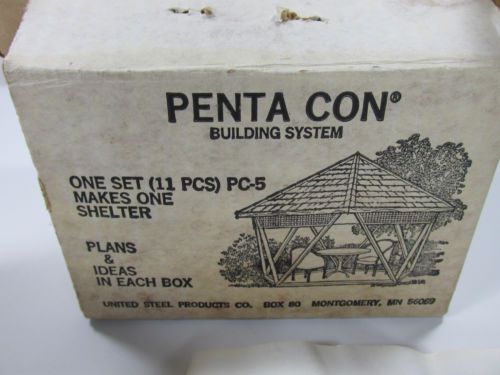 PENTA CON®
BUILDING SYSTEM
ONE SET (11 PCS) PC-5
MAKES ONE
SHELTER
PLANS
&
IDEAS
IN EACH BOX
UNITED STEEL PRODUCTS CO. BOX 80 MONTGOMERY, MN 56069